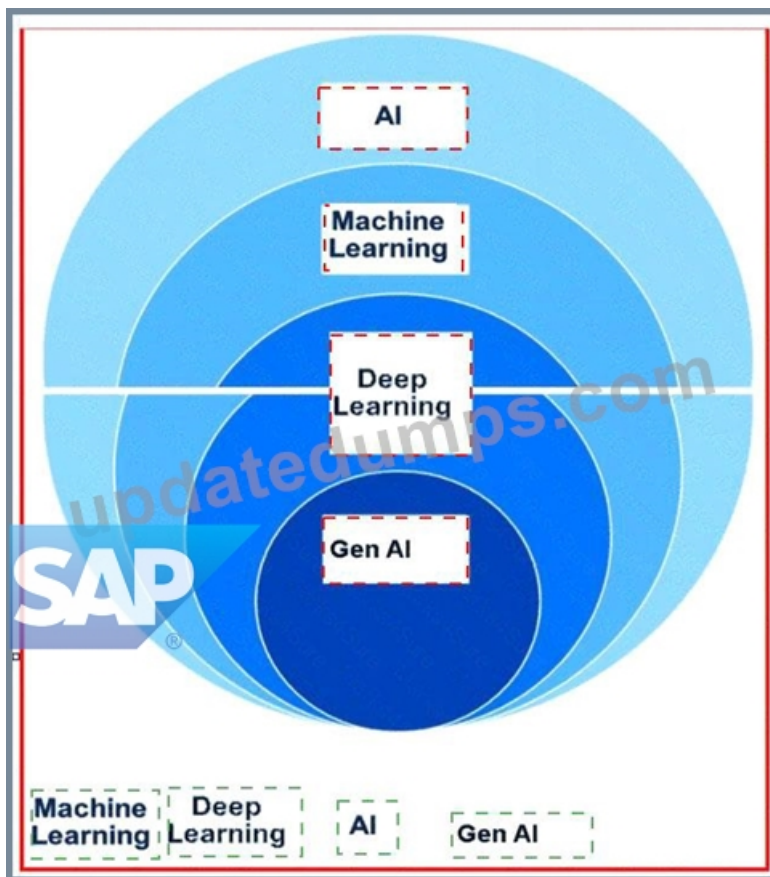 AI
Machine
Learning
Deep
Learning
updatedumps.com
Gen AI
SAP
®
Machine
Learning
Deep
Learning
AI
Gen AI